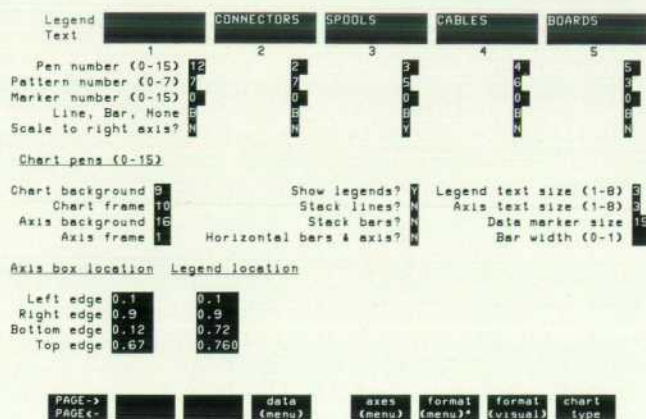 Legend Text CONNECTORS SPOOLS CABLES BOARDS
1 2 3 4 5
Pen number (0-15) 12 2 3 4 5
Pattern number (0-7) 7 7 5 6 3
Marker number (0-15) 0 0 0 0 0
Line, Bar, None B B B B B
Scale to right axis? N N Y N N
Chart pens (0-15)
Chart background 9 Show legends? Y Legend text size (1-8) 3
Chart frame 10 Stack lines? N Axis text size (1-8) 3
Axis background 16 Stack bars? N Data marker size 15
Axis frame 1 Horizontal bars & axis? N Bar width (0-1)
Axis box location Legend location
Left edge 0.1 0.1
Right edge 0.9 0.9
Bottom edge 0.12 0.72
Top edge 0.67 0.760
PAGE-> PAGE<- data (menu) axes (menu) format (menu)* format (visual) chart type